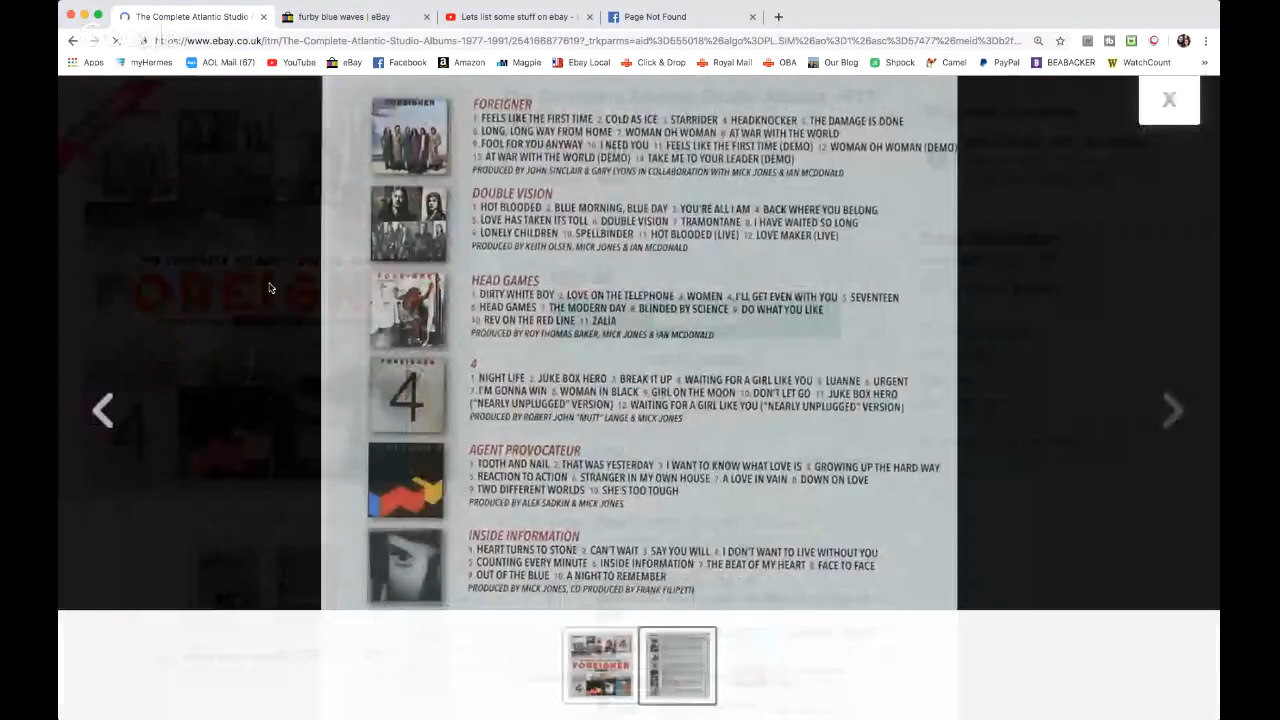 The Complete Atlantic Studio A
furby blue waves | eBay
Lets list some stuff on ebay -
Page Not Found
https://www.ebay.co.uk/itm/The-Complete-Atlantic-Studio-Albums-1977-1991/254166877619?_trkparms=aid%3D555018%26algo%3DPL.SIM%26ao%3D1%26asc%3D57477%26meid%3Db2f...
Apps myHermes AOL Mail (67) YouTube eBay Facebook Amazon Magpie Ebay Local Click & Drop Royal Mail OBA Our Blog Shpock Camel PayPal BEABACKER WatchCount »
X
FOREIGNER
1. FEELS LIKE THE FIRST TIME 2. COLD AS ICE 3. STARRIDER 4. HEADKNOCKER 5. THE DAMAGE IS DONE
6. LONG, LONG WAY FROM HOME 7. WOMAN OH WOMAN 8. AT WAR WITH THE WORLD
9. FOOL FOR YOU ANYWAY 10. I NEED YOU 11. FEELS LIKE THE FIRST TIME (DEMO) 12. WOMAN OH WOMAN (DEMO)
13. AT WAR WITH THE WORLD (DEMO) 14. TAKE ME TO YOUR LEADER (DEMO)
PRODUCED BY JOHN SINCLAIR & GARY LYONS IN COLLABORATION WITH MICK JONES & IAN MCDONALD
DOUBLE VISION
1. HOT BLOODED 2. BLUE MORNING, BLUE DAY 3. YOU'RE ALL I AM 4. BACK WHERE YOU BELONG
5. LOVE HAS TAKEN ITS TOLL 6. DOUBLE VISION 7. TRAMONTANE 8. I HAVE WAITED SO LONG
9. LONELY CHILDREN 10. SPELLBINDER 11. HOT BLOODED (LIVE) 12. LOVE MAKER (LIVE)
PRODUCED BY KEITH OLSEN, MICK JONES & IAN MCDONALD
HEAD GAMES
1. DIRTY WHITE BOY 2. LOVE ON THE TELEPHONE 3. WOMEN 4. I'LL GET EVEN WITH YOU 5. SEVENTEEN
6. HEAD GAMES 7. THE MODERN DAY 8. BLINDED BY SCIENCE 9. DO WHAT YOU LIKE
10. REV ON THE RED LINE 11. ZALIA
PRODUCED BY ROY THOMAS BAKER, MICK JONES & IAN MCDONALD
4
1. NIGHT LIFE 2. JUKE BOX HERO 3. BREAK IT UP 4. WAITING FOR A GIRL LIKE YOU 5. LUANNE 6. URGENT
7. I'M GONNA WIN 8. WOMAN IN BLACK 9. GIRL ON THE MOON 10. DON'T LET GO 11. JUKE BOX HERO
("NEARLY UNPLUGGED" VERSION) 12. WAITING FOR A GIRL LIKE YOU ("NEARLY UNPLUGGED" VERSION)
PRODUCED BY ROBERT JOHN "MUTT" LANGE & MICK JONES
FOREIGNER
4
AGENT PROVOCATEUR
1. TOOTH AND NAIL 2. THAT WAS YESTERDAY 3. I WANT TO KNOW WHAT LOVE IS 4. GROWING UP THE HARD WAY
5. REACTION TO ACTION 6. STRANGER IN MY OWN HOUSE 7. A LOVE IN VAIN 8. DOWN ON LOVE
9. TWO DIFFERENT WORLDS 10. SHE'S TOO TOUGH
PRODUCED BY ALEX SADKIN & MICK JONES
INSIDE INFORMATION
1. HEART TURNS TO STONE 2. CAN'T WAIT 3. SAY YOU WILL 4. I DON'T WANT TO LIVE WITHOUT YOU
5. COUNTING EVERY MINUTE 6. INSIDE INFORMATION 7. THE BEAT OF MY HEART 8. FACE TO FACE
9. OUT OF THE BLUE 10. A NIGHT TO REMEMBER
PRODUCED BY MICK JONES, CO-PRODUCED BY FRANK FILIPETTI
FOREIGNER